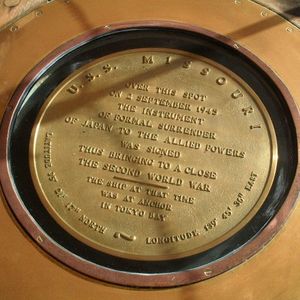 U.S.S. MISSOURI
OVER THIS SPOT
ON 2 SEPTEMBER 1945
THE INSTRUMENT
OF FORMAL SURRENDER
OF JAPAN TO THE ALLIED POWERS
WAS SIGNED
THUS BRINGING TO A CLOSE
THE SECOND WORLD WAR
THE SHIP AT THAT TIME
WAS AT ANCHOR
IN TOKYO BAY
LATITUDE 35° 21' 17" NORTH - LONGITUDE 139° 45' 36" EAST